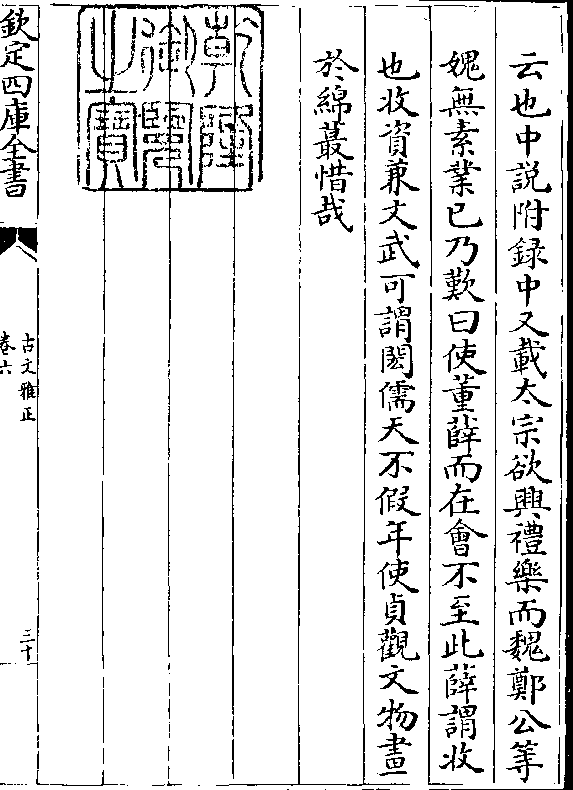 云也中説附録中又載太宗欲興禮樂而魏鄭公等
媿無素業已乃歎曰使董薛而在會不至此薛謂收
也收資兼文武可謂閎儒天不假年使貞觀文物畫
於綿蕞惜哉
乾隆御覽之寶
欽定四庫全書
古文雅正
卷六
三十